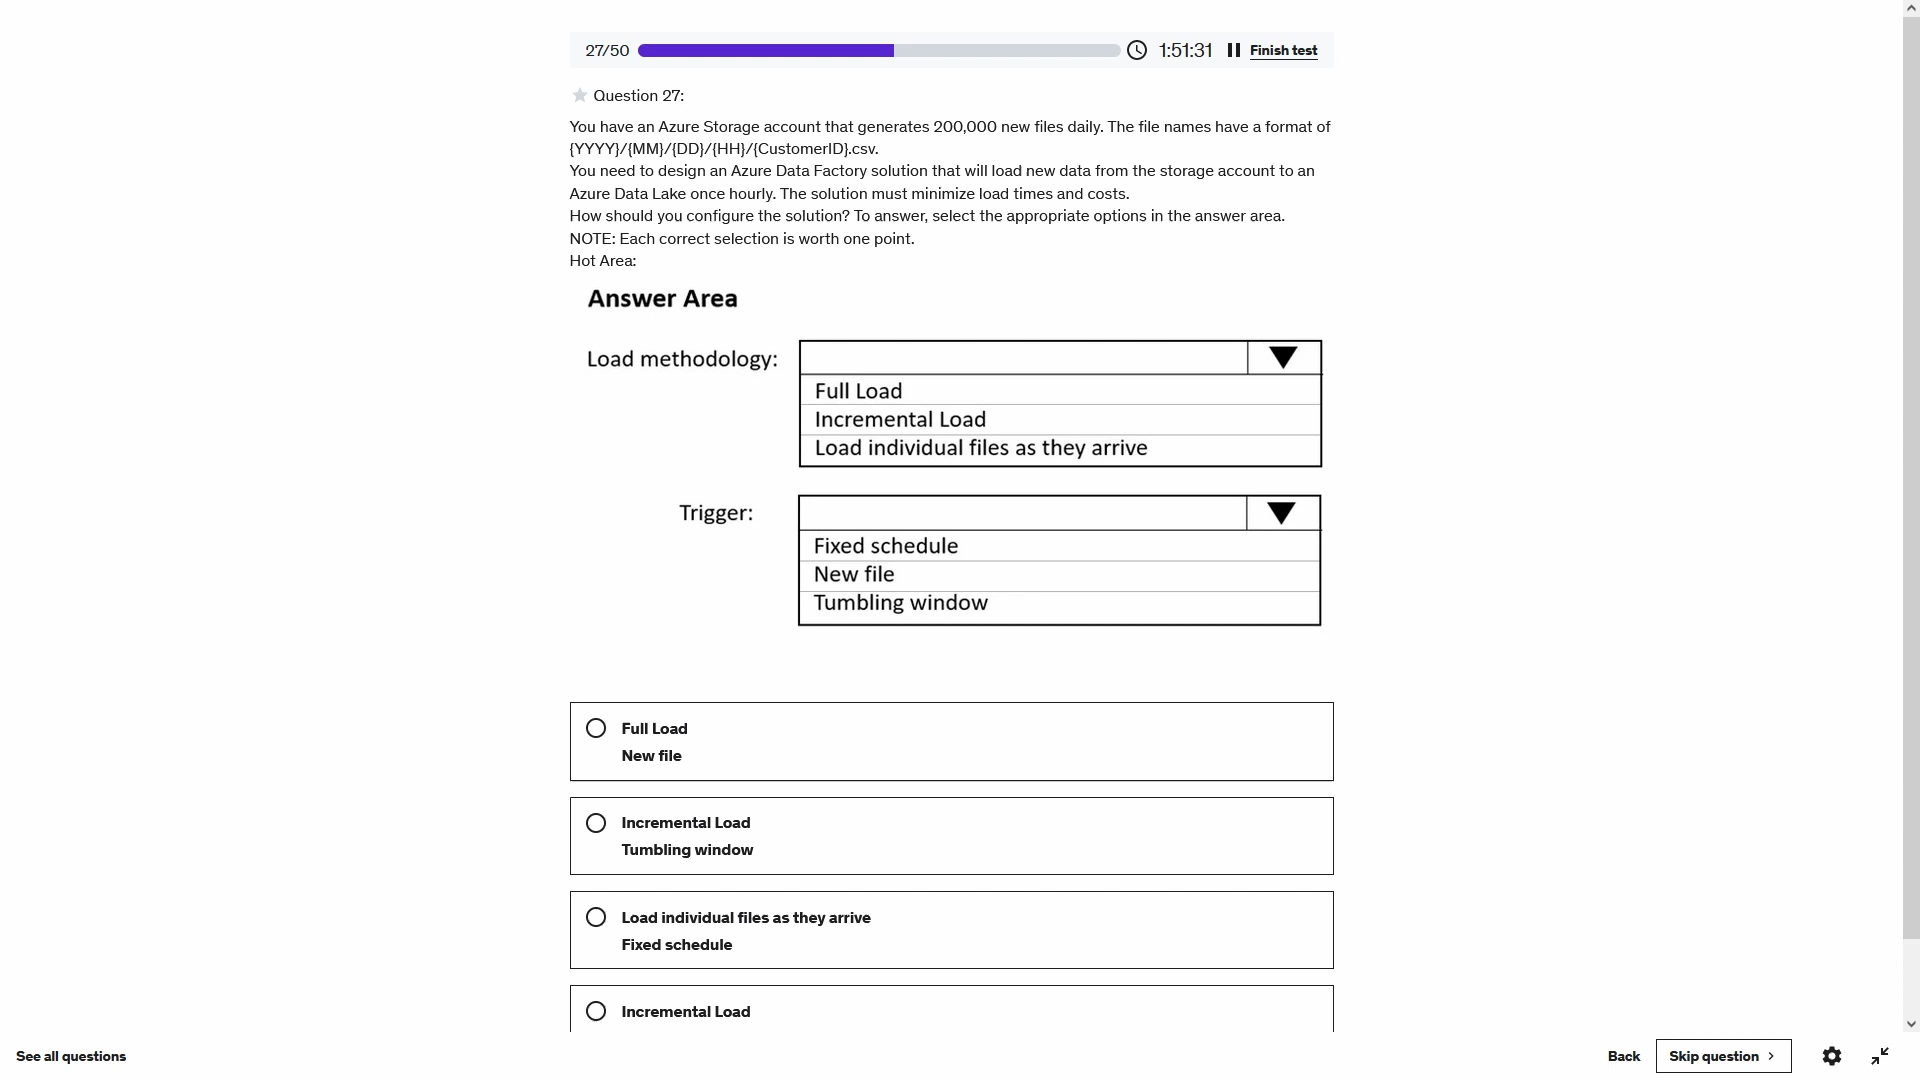 27/50
1:51:31
Finish test
Question 27:
You have an Azure Storage account that generates 200,000 new files daily. The file names have a format of
{YYYY}/{MM}/{DD}/{HH}/{CustomerID}.csv.
You need to design an Azure Data Factory solution that will load new data from the storage account to an
Azure Data Lake once hourly. The solution must minimize load times and costs.
How should you configure the solution? To answer, select the appropriate options in the answer area.
NOTE: Each correct selection is worth one point.
Hot Area:
Answer Area
Load methodology:
Full Load
Incremental Load
Load individual files as they arrive
Trigger:
Fixed schedule
New file
Tumbling window
Full Load
New file
Incremental Load
Tumbling window
Load individual files as they arrive
Fixed schedule
Incremental Load
See all questions
Back
Skip question